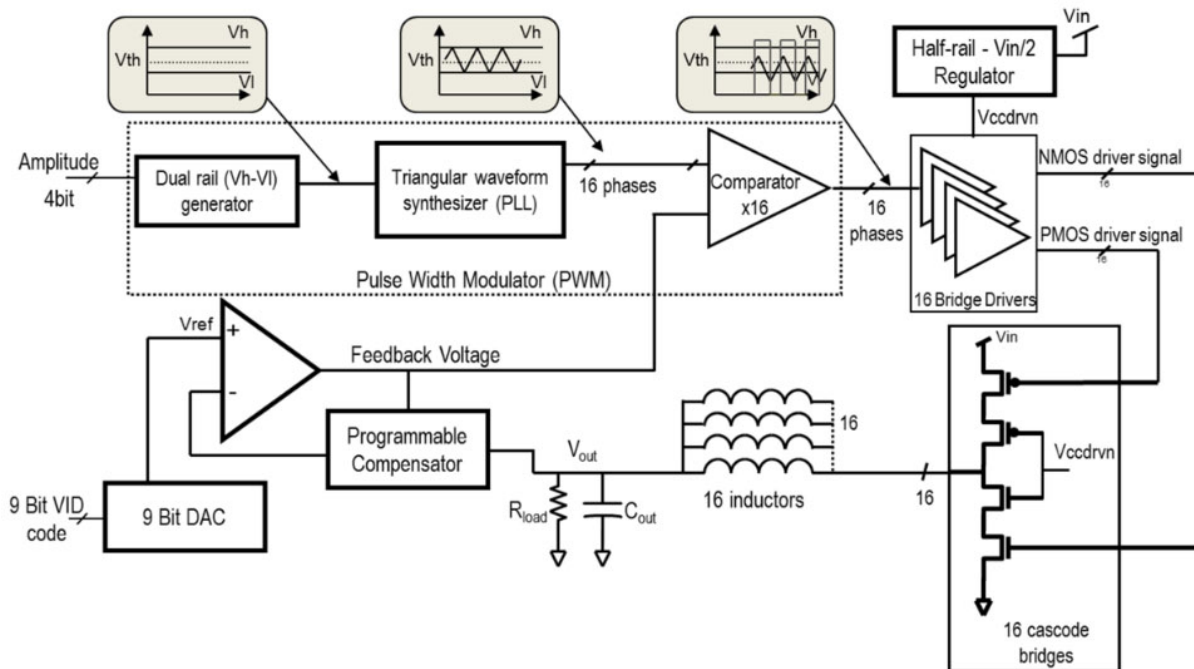 Vh
Vth
Vl
Vh
Vth
Vl
Vh
Vth
Vin
Half-rail - Vin/2
Regulator
Vccdrvn
Amplitude
4bit
Dual rail (Vh-Vl)
generator
Triangular waveform
synthesizer (PLL)
16 phases
Comparator
x16
16
phases
NMOS driver signal
16
PMOS driver signal
16
16 Bridge Drivers
Pulse Width Modulator (PWM)
Vref
+
-
Feedback Voltage
Programmable
Compensator
9 Bit VID
code
9 Bit DAC
Vout
Rload
Cout
16
16 inductors
16
Vin
Vccdrvn
16 cascode
bridges